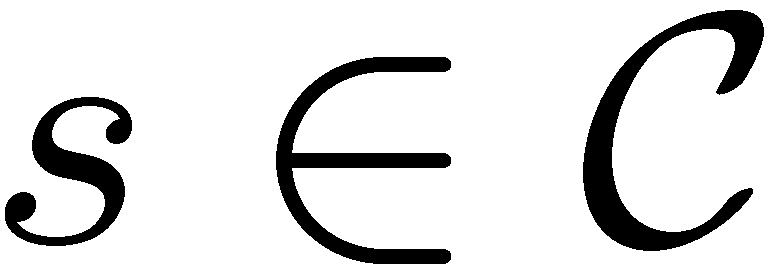 s ∈ 𝒞